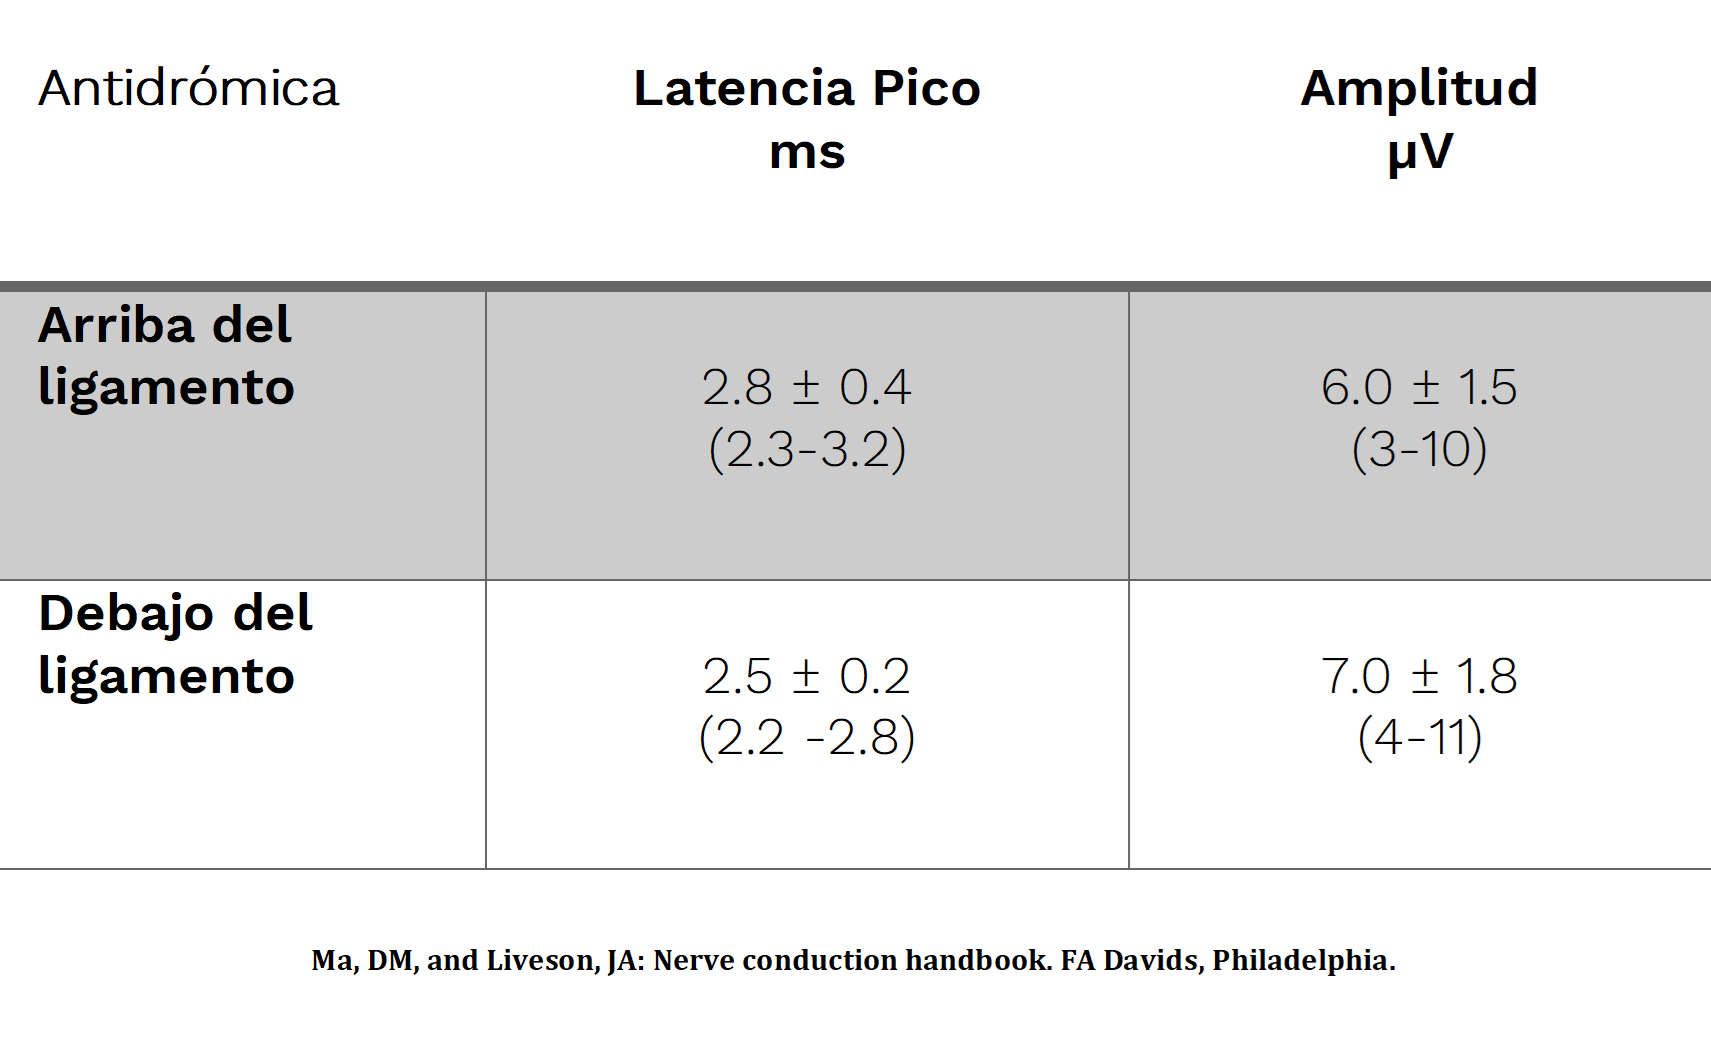 Antidrómica
Latencia Pico
ms
Amplitud
µV
Arriba del
ligamento
2.8 ± 0.4
(2.3-3.2)
6.0 ± 1.5
(3-10)
Debajo del
ligamento
2.5 ± 0.2
(2.2 -2.8)
7.0 ± 1.8
(4-11)
Ma, DM, and Liveson, JA: Nerve conduction handbook. FA Davids, Philadelphia.